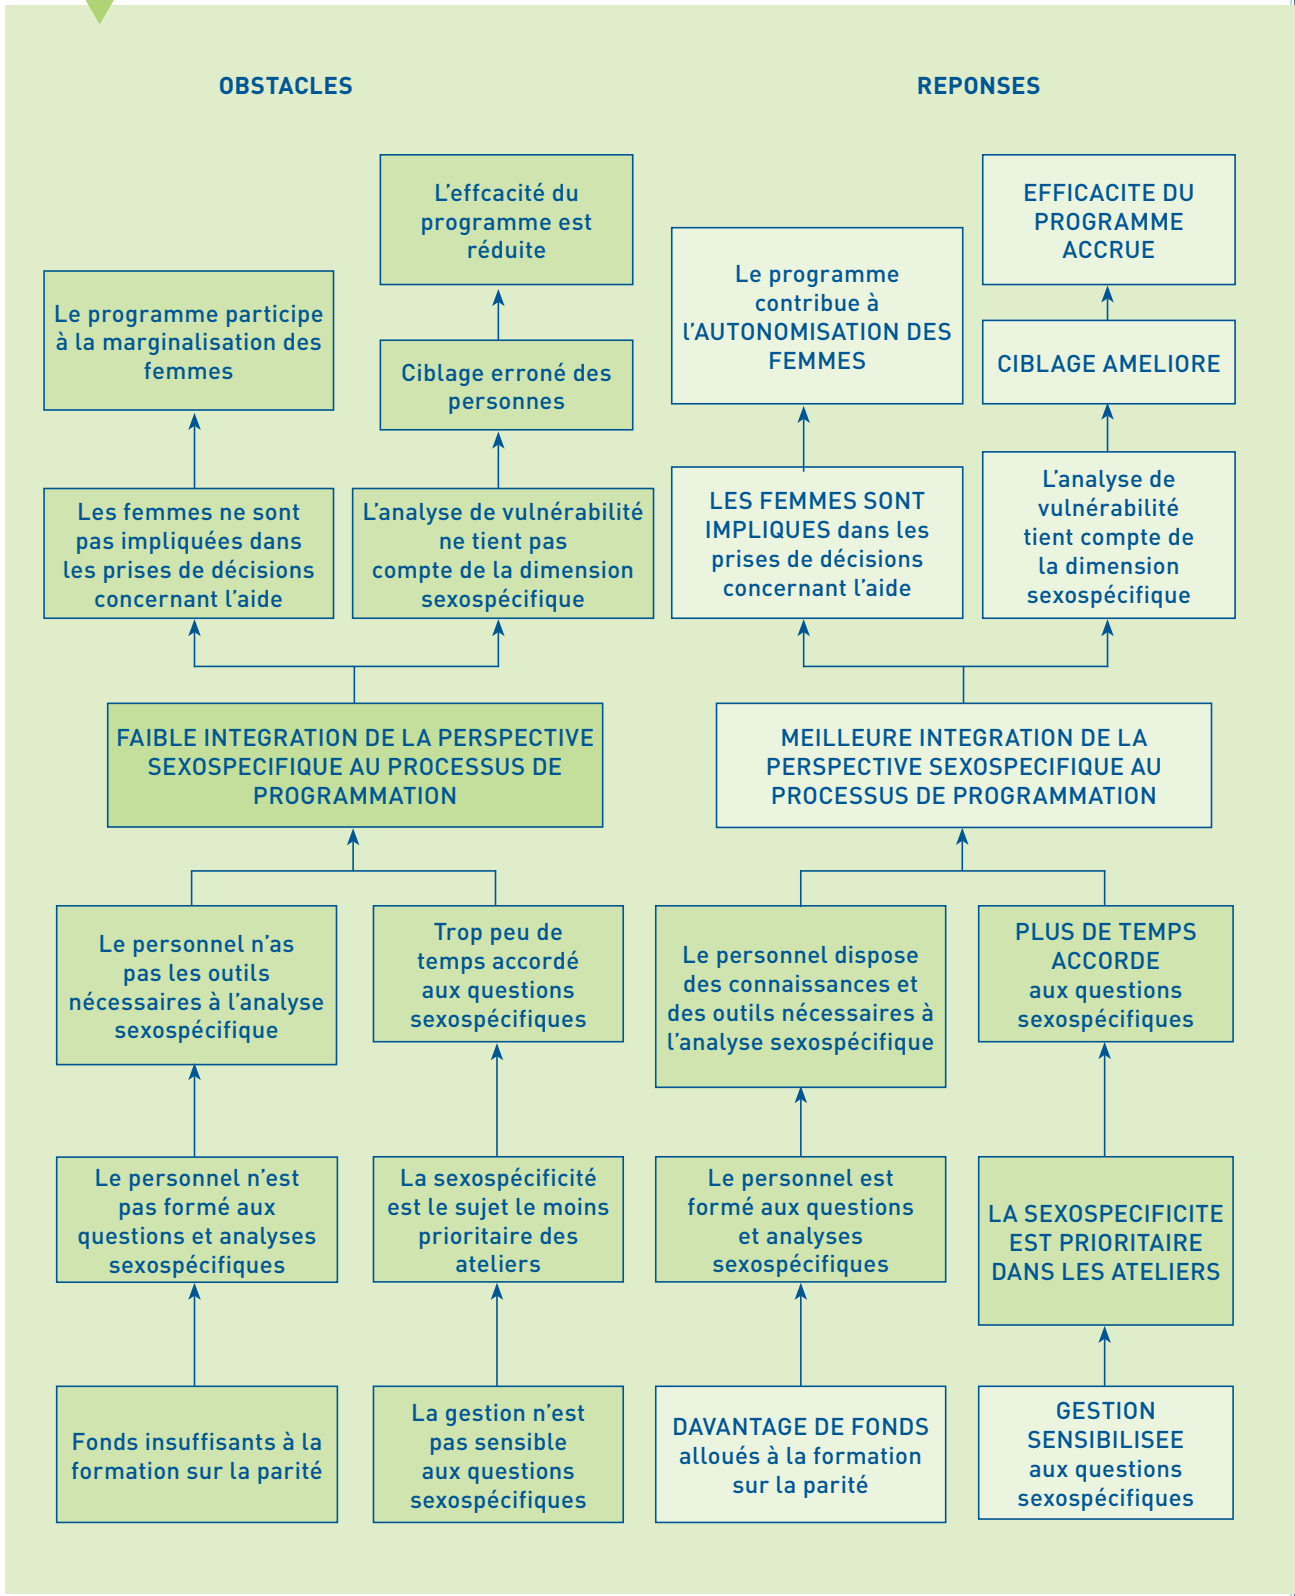 OBSTACLES
L'effcacité du
programme est
réduite
Le programme participe
à la marginalisation des
femmes
Ciblage erroné des
personnes
Les femmes ne sont
pas impliquées dans
les prises de décisions
concernant l'aide
L'analyse de vulnérabilité
ne tient pas
compte de la dimension
sexospécifique
FAIBLE INTEGRATION DE LA PERSPECTIVE
SEXOSPECIFIQUE AU PROCESSUS DE
PROGRAMMATION
Le personnel n'as
pas les outils
nécessaires à l'analyse
sexospécifique
Trop peu de
temps accordé
aux questions
sexospécifiques
Le personnel n'est
pas formé aux
questions et analyses
sexospécifiques
La sexospécificité
est le sujet le moins
prioritaire des
ateliers
Fonds insuffisants à la
formation sur la parité
La gestion n'est
pas sensible
aux questions
sexospécifiques
REPONSES
EFFICACITE DU
PROGRAMME
ACCRUE
Le programme
contribue à
l'AUTONOMISATION DES
FEMMES
CIBLAGE AMELIORE
LES FEMMES SONT
IMPLIQUES dans les
prises de décisions
concernant l'aide
L'analyse de
vulnérabilité
tient compte de
la dimension
sexospécifique
MEILLEURE INTEGRATION DE LA
PERSPECTIVE SEXOSPECIFIQUE AU
PROCESSUS DE PROGRAMMATION
Le personnel dispose
des connaissances et
des outils nécessaires à
l'analyse sexospécifique
PLUS DE TEMPS
ACCORDE
aux questions
sexospécifiques
Le personnel est
formé aux questions
et analyses
sexospécifiques
LA SEXOSPECIFICITE
EST PRIORITAIRE
DANS LES ATELIERS
DAVANTAGE DE FONDS
alloués à la formation
sur la parité
GESTION
SENSIBILISEE
aux questions
sexospécifiques